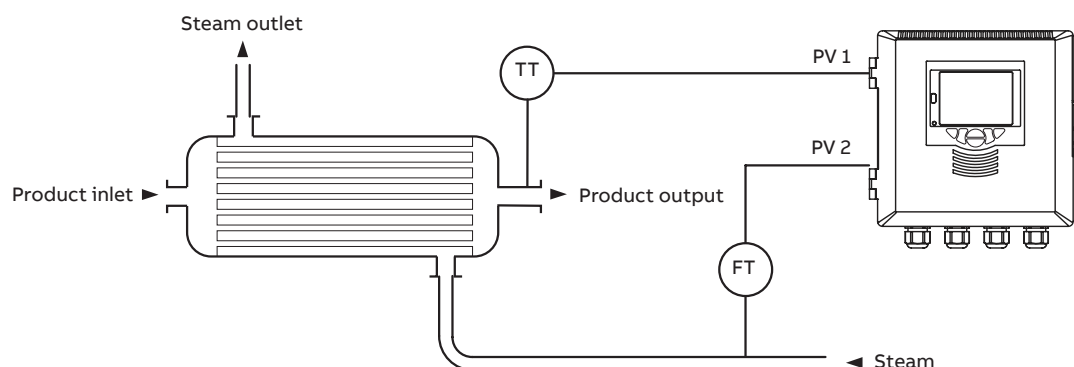 Steam outlet
TT
PV 1
PV 2
Product inlet
Product output
FT
Steam